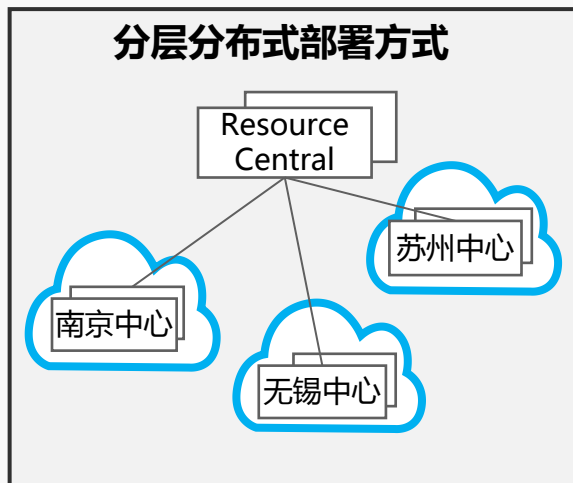 分层分布式部署方式
Resource
Central
苏州中心
南京中心
无锡中心